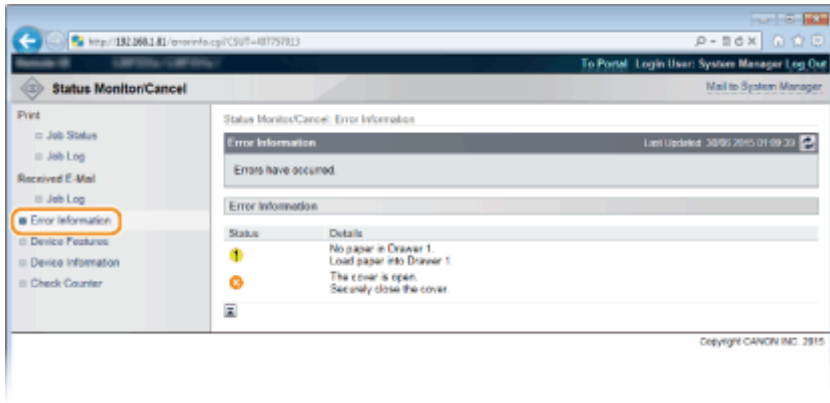 http://192.168.1.81/errorinfo.cgi?CSUT=487757013
To Portal Login User: System Manager Log Out
Status Monitor/Cancel
Mail to System Manager
Print
Job Status
Job Log
Received E-Mail
Job Log
Error Information
Device Features
Device Information
Check Counter
Status Monitor/Cancel: Error Information
Error Information
Last Updated: 30/05 2015 01:09:39
Errors have occurred.
Error Information
Status Details
No paper in Drawer 1.
Load paper into Drawer 1.
The cover is open.
Securely close the cover.
Copyright CANON INC. 2015